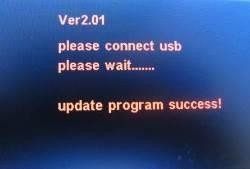 Ver2.01
please connect usb
please wait.......
update program success!